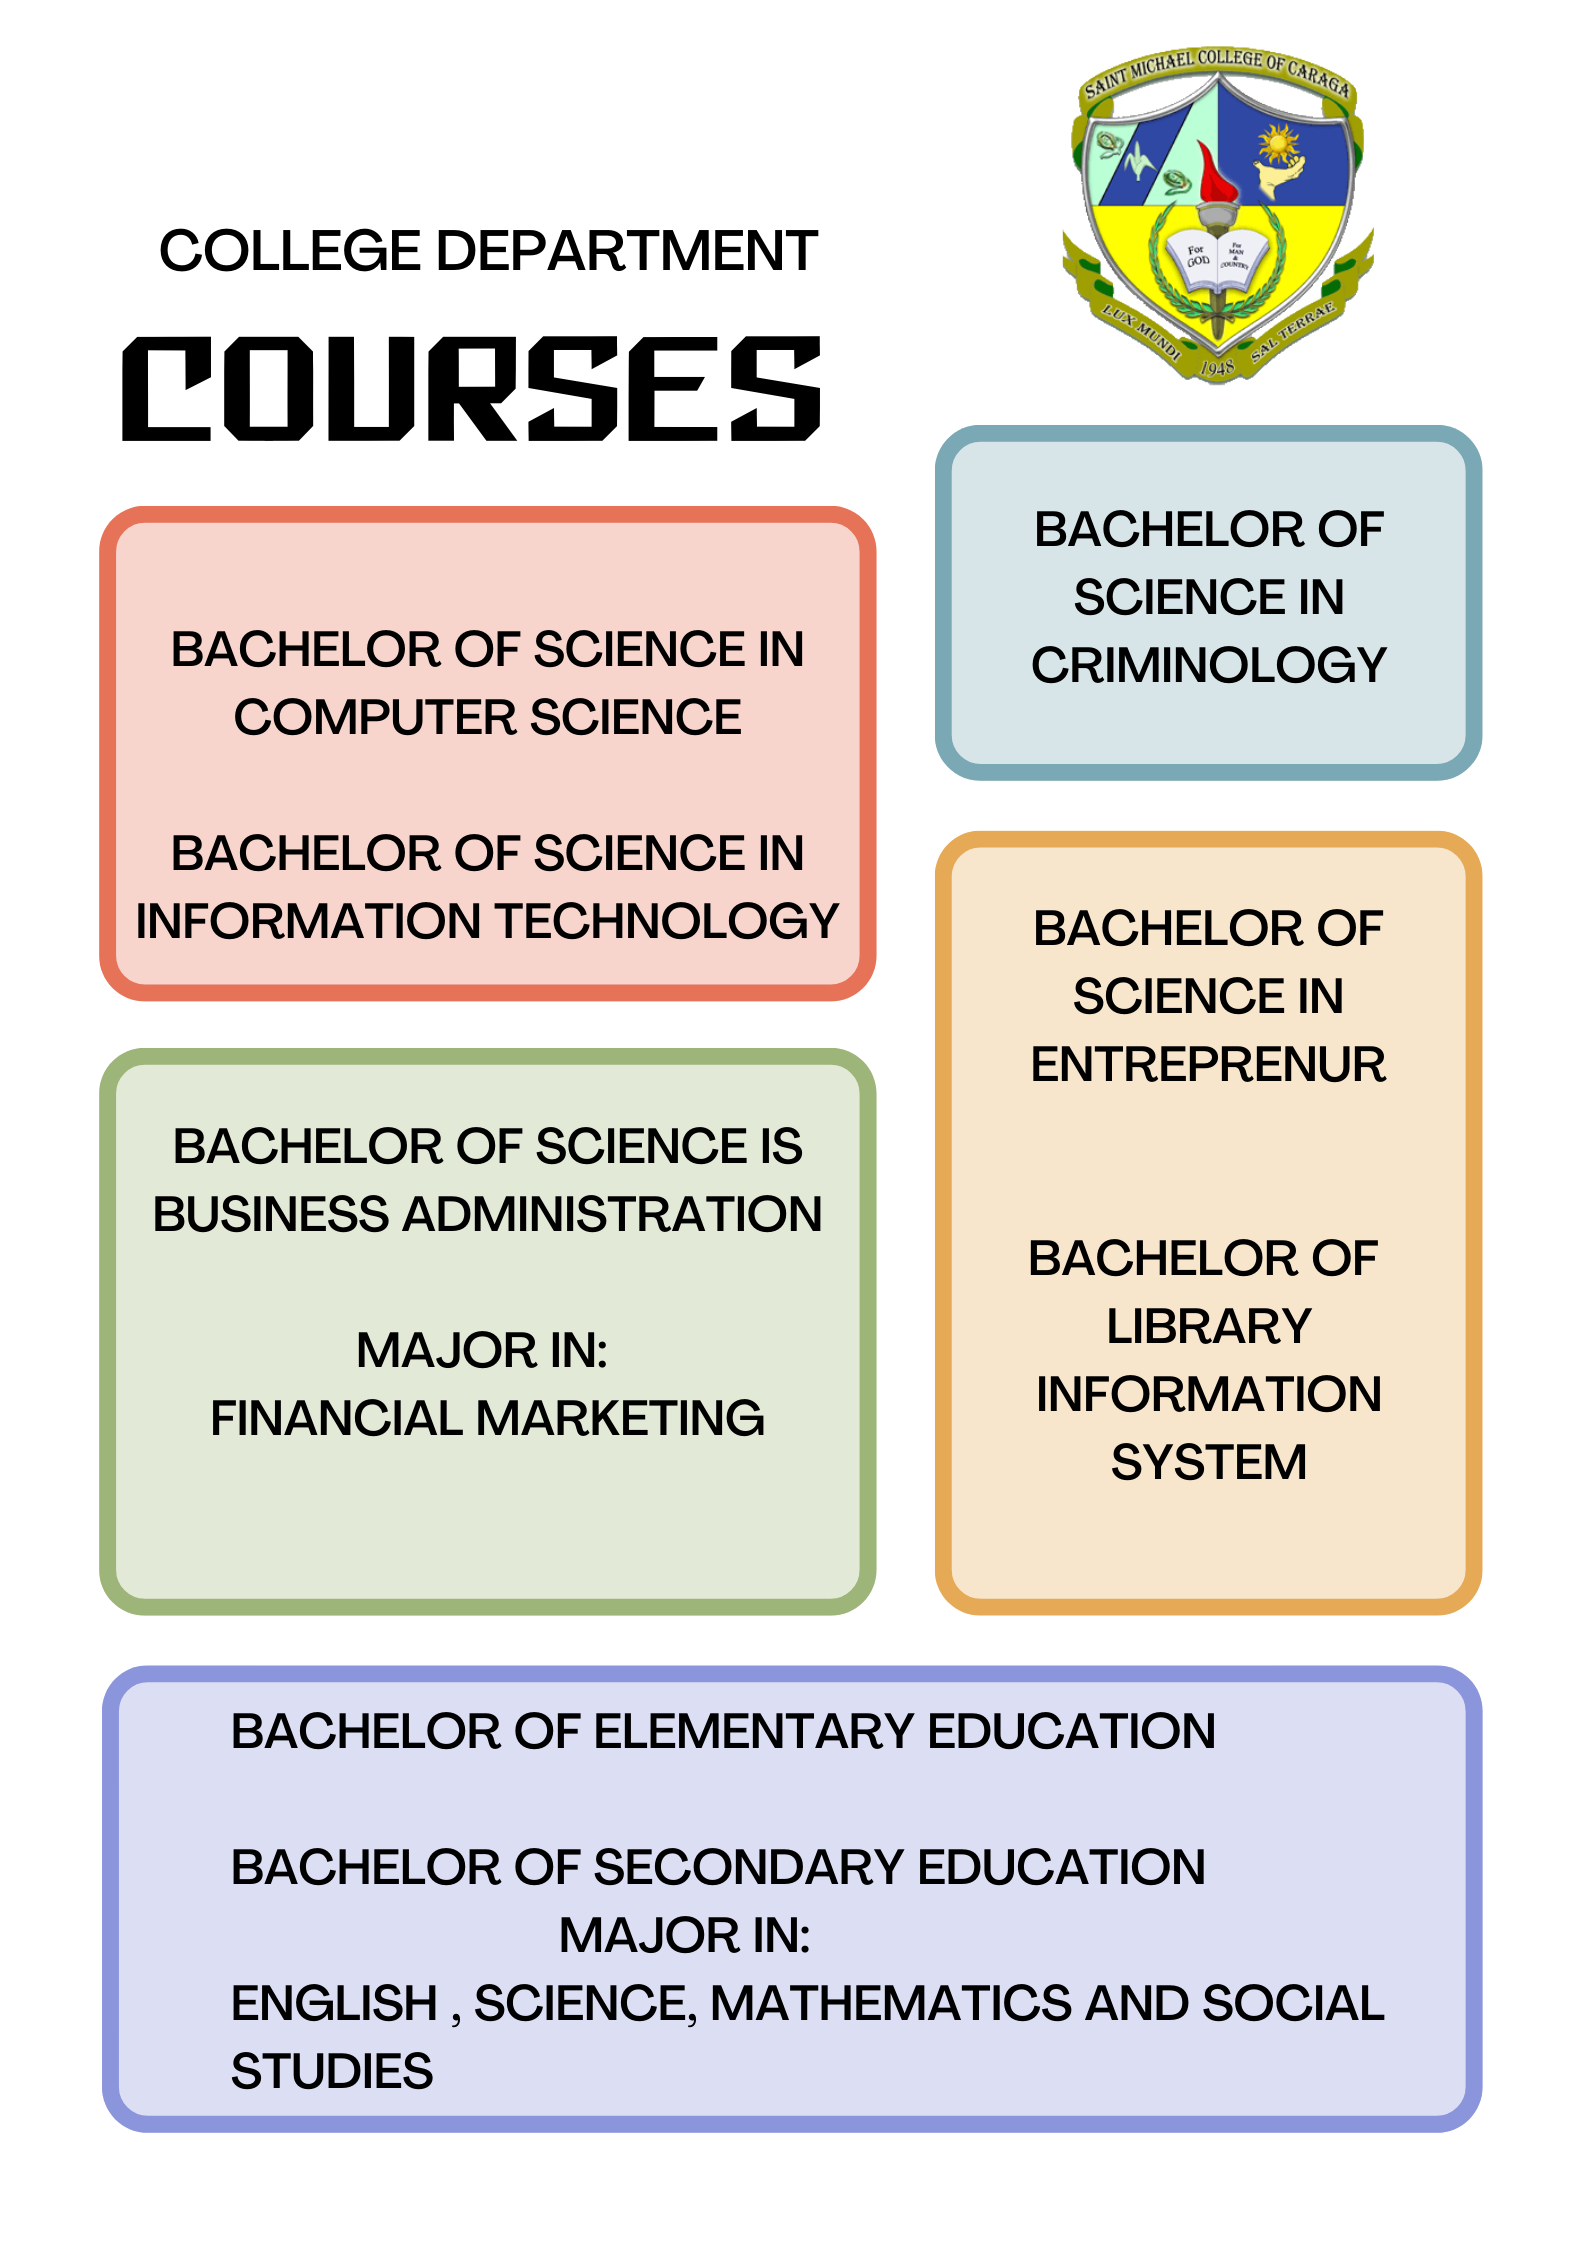 SAINT MICHAEL COLLEGE OF CARAGA
For
GOD
For
MAN
&
COUNTRY
LUX MUNDI
1948
SAL TERRAE
COLLEGE DEPARTMENT
COURSES
BACHELOR OF SCIENCE IN
COMPUTER SCIENCE
BACHELOR OF SCIENCE IN
INFORMATION TECHNOLOGY
BACHELOR OF
SCIENCE IN
CRIMINOLOGY
BACHELOR OF SCIENCE IS
BUSINESS ADMINISTRATION
MAJOR IN:
FINANCIAL MARKETING
BACHELOR OF
SCIENCE IN
ENTREPRENUR
BACHELOR OF
LIBRARY
INFORMATION
SYSTEM
BACHELOR OF ELEMENTARY EDUCATION
BACHELOR OF SECONDARY EDUCATION
MAJOR IN:
ENGLISH , SCIENCE, MATHEMATICS AND SOCIAL
STUDIES